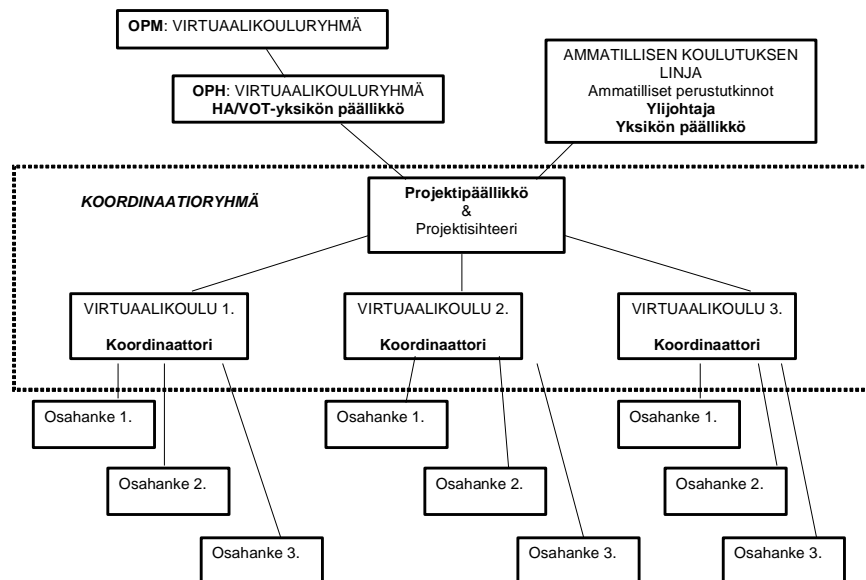 OPM: VIRTUAALIKOULURYHMÄ
OPH: VIRTUAALIKOULURYHMÄ
HA/VOT-yksikön päällikkö
AMMATILLISEN KOULUTUKSEN
LINJA
Ammatilliset perustutkinnot
Ylijohtaja
Yksikön päällikkö
KOORDINAATIORYHMÄ
Projektipäällikkö
&
Projektisihteeri
VIRTUAALIKOULU 1.
Koordinaattori
VIRTUAALIKOULU 2.
Koordinaattori
VIRTUAALIKOULU 3.
Koordinaattori
Osahanke 1.
Osahanke 1.
Osahanke 1.
Osahanke 2.
Osahanke 2.
Osahanke 2.
Osahanke 3.
Osahanke 3.
Osahanke 3.